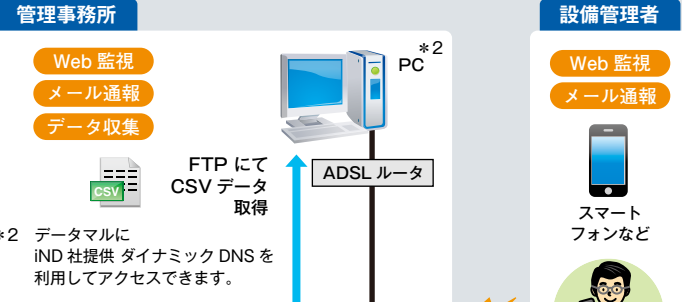 管理事務所
Web 監視
メール通報
データ収集
CSV
PC
*2
FTP にて
CSV データ
取得
ADSL ルータ
*2 データマルに
iND 社提供 ダイナミック DNS を
利用してアクセスできます。
設備管理者
Web 監視
メール通報
スマート
フォンなど